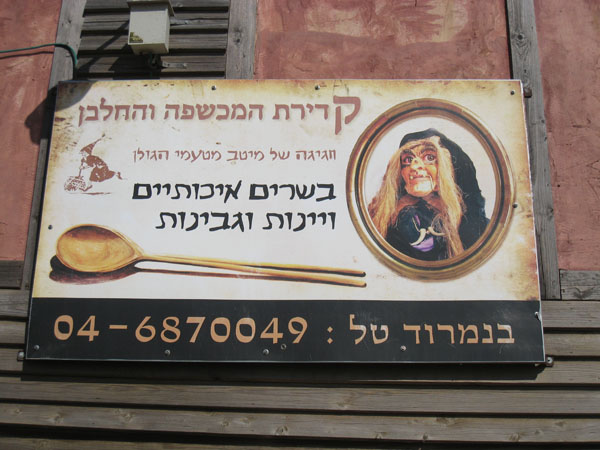 קדירת המכשפה והחלבן
חגיגה של מיטב מטעמי הגולן
בשרים איכותיים
ויינות וגבינות
בנמרוד טל : 04-6870049